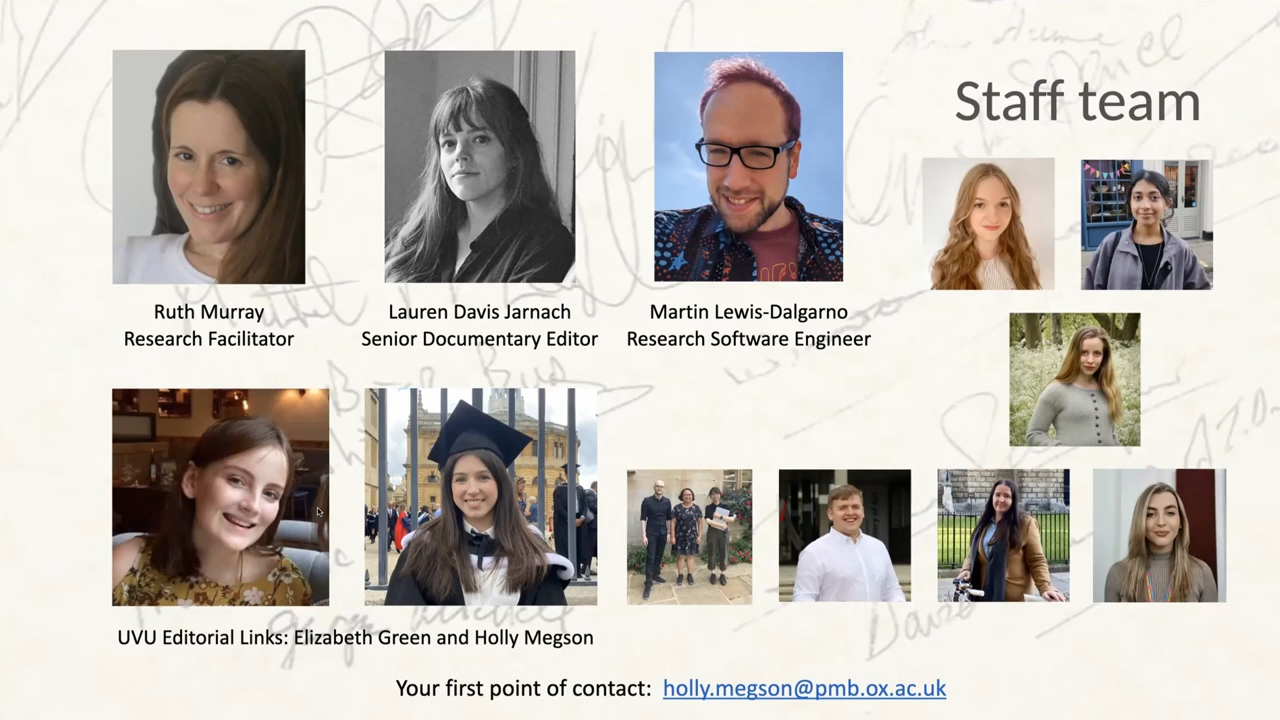 Staff team
Ruth Murray
Research Facilitator
Lauren Davis Jarnach
Senior Documentary Editor
Martin Lewis-Dalgarno
Research Software Engineer
UVU Editorial Links: Elizabeth Green and Holly Megson
Your first point of contact: holly.megson@pmb.ox.ac.uk